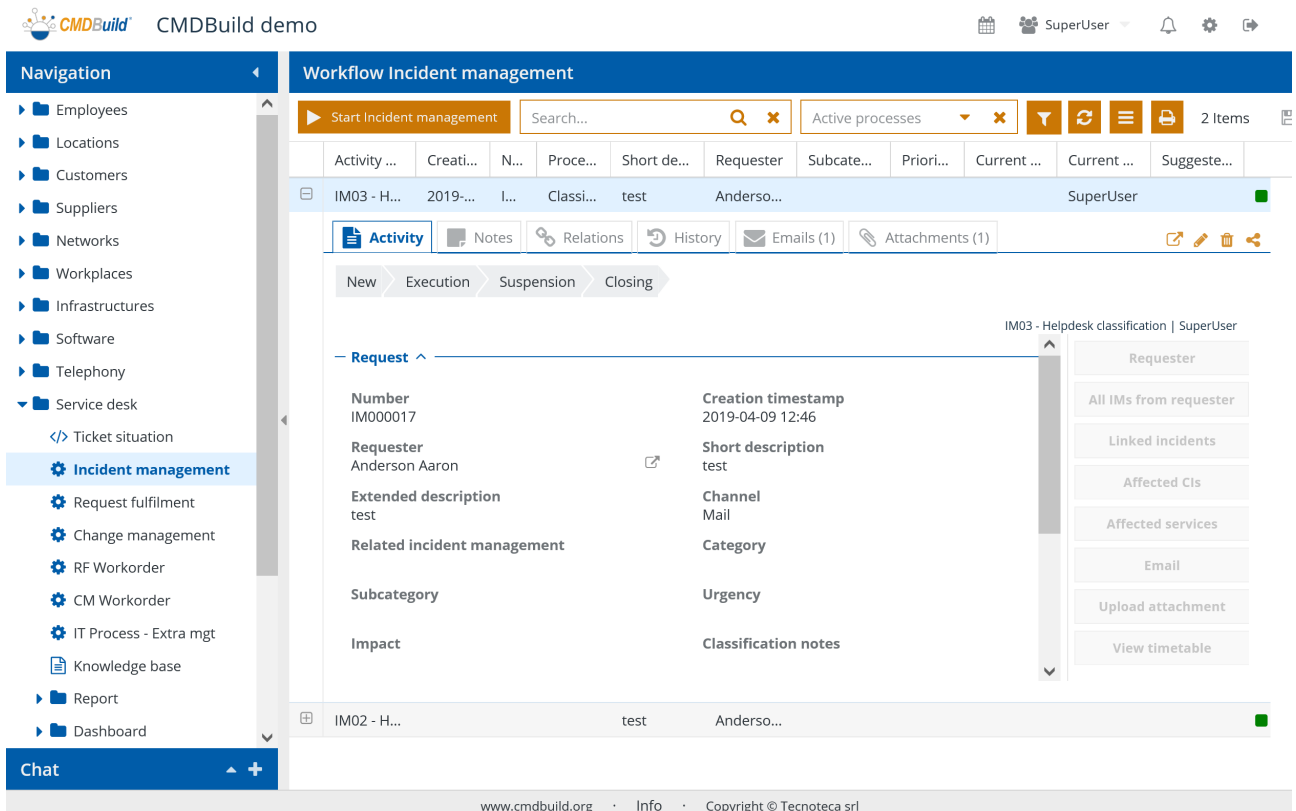 CMDBuild CMDBuild demo SuperUser
Navigation
Employees
Locations
Customers
Suppliers
Networks
Workplaces
Infrastructures
Software
Telephony
Service desk
Ticket situation
Incident management
Request fulfilment
Change management
RF Workorder
CM Workorder
IT Process - Extra mgt
Knowledge base
Report
Dashboard
Chat
Workflow Incident management
Start Incident management Search... Active processes 2 Items
Activity ... Creati... N... Proce... Short de... Requester Subcate... Priori... Current ... Current ... Suggeste...
IM03 - H... 2019-... I... Classi... test Anderso... SuperUser
Activity Notes Relations History Emails (1) Attachments (1)
New Execution Suspension Closing
IM03 - Helpdesk classification | SuperUser
Request
Number Creation timestamp
IM000017 2019-04-09 12:46
Requester Short description
Anderson Aaron test
Extended description Channel
test Mail
Related incident management Category
Subcategory Urgency
Impact Classification notes
Requester
All IMs from requester
Linked incidents
Affected CIs
Affected services
Email
Upload attachment
View timetable
IM02 - H... test Anderso...
www.cmdbuild.org · Info · Copyright © Tecnoteca srl